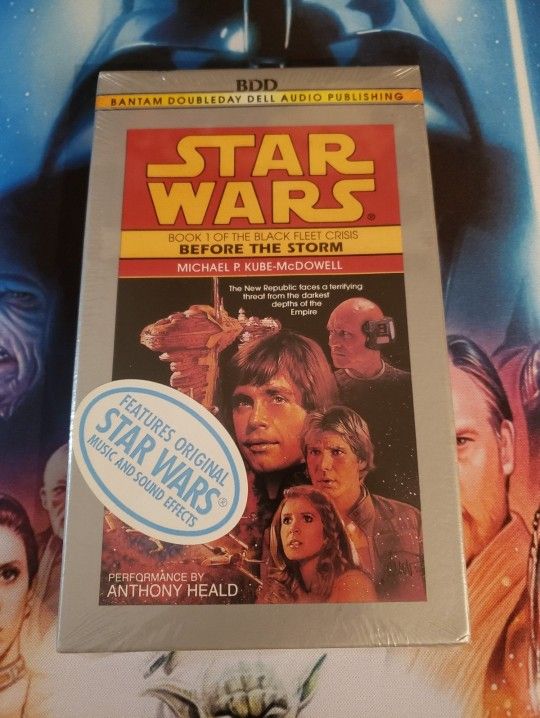 BDD
BANTAM DOUBLEDAY DELL AUDIO PUBLISHING
STAR
WARS®
BOOK 1 OF THE BLACK FLEET CRISIS
BEFORE THE STORM
MICHAEL P. KUBE-McDOWELL
The New Republic faces a terrifying
threat from the darkest
depths of the
Empire
FEATURES ORIGINAL
STAR WARS®
MUSIC AND SOUND EFFECTS
PERFORMANCE BY
ANTHONY HEALD